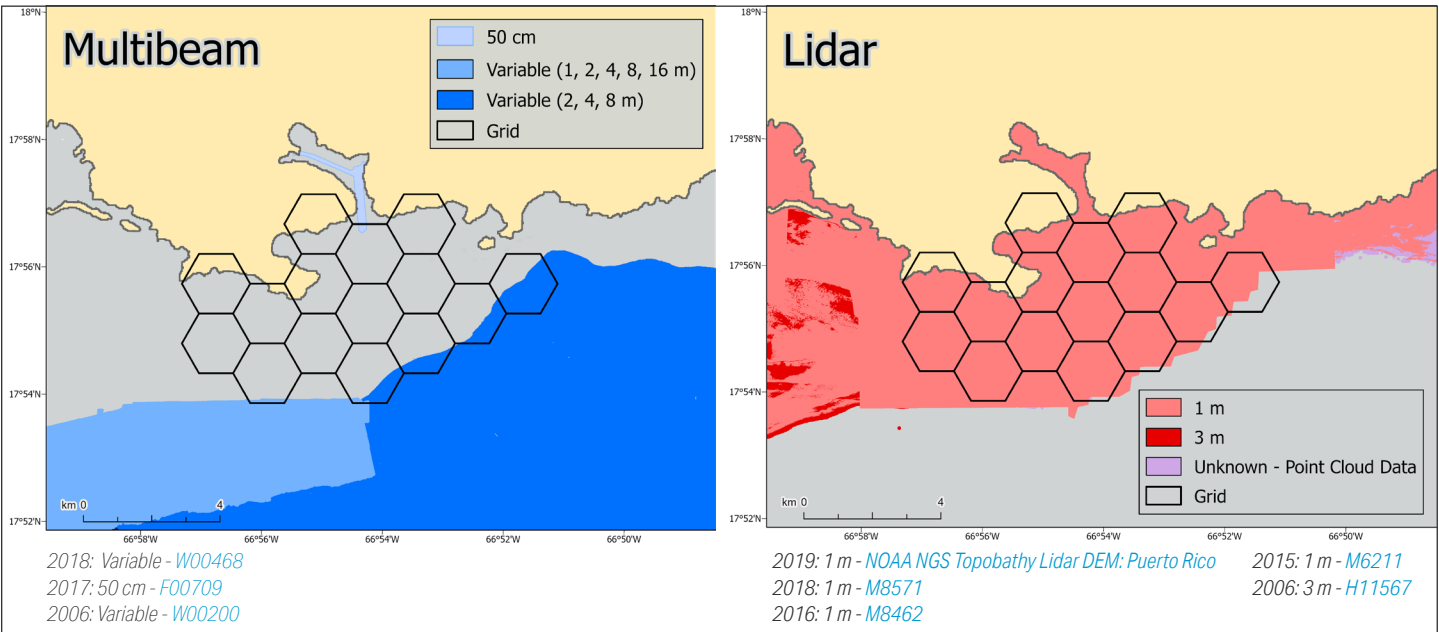 Multibeam
50 cm
Variable (1, 2, 4, 8, 16 m)
Variable (2, 4, 8 m)
Grid
18°N
17°58'N
17°56'N
17°54'N
17°52'N
km 0 4
66°58'W 66°56'W 66°54'W 66°52'W 66°50'W
2018: Variable - W00468
2017: 50 cm - F00709
2006: Variable - W00200
Lidar
18°N
17°58'N
17°56'N
17°54'N
17°52'N
1 m
3 m
Unknown - Point Cloud Data
Grid
km 0 4
66°58'W 66°56'W 66°54'W 66°52'W 66°50'W
2019: 1 m - NOAA NGS Topobathy Lidar DEM: Puerto Rico
2018: 1 m - M8571
2016: 1 m - M8462
2015: 1 m - M6211
2006: 3 m - H11567